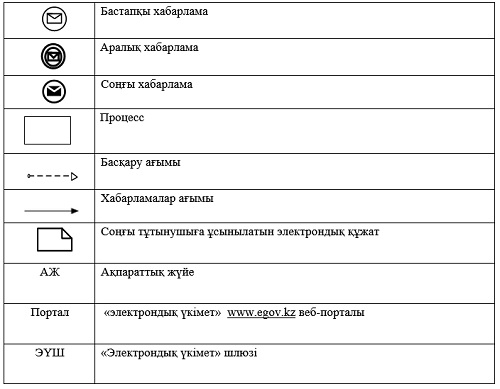 Бастапқы хабарлама
Аралық хабарлама
Соңғы хабарлама
Процесс
Басқару ағымы
Хабарламалар ағымы
Соңғы тұтынушыға ұсынылатын электрондық құжат
АЖ Ақпараттық жүйе
Портал «электрондық үкімет» www.egov.kz веб-порталы
ЭҮШ «Электрондық үкімет» шлюзі